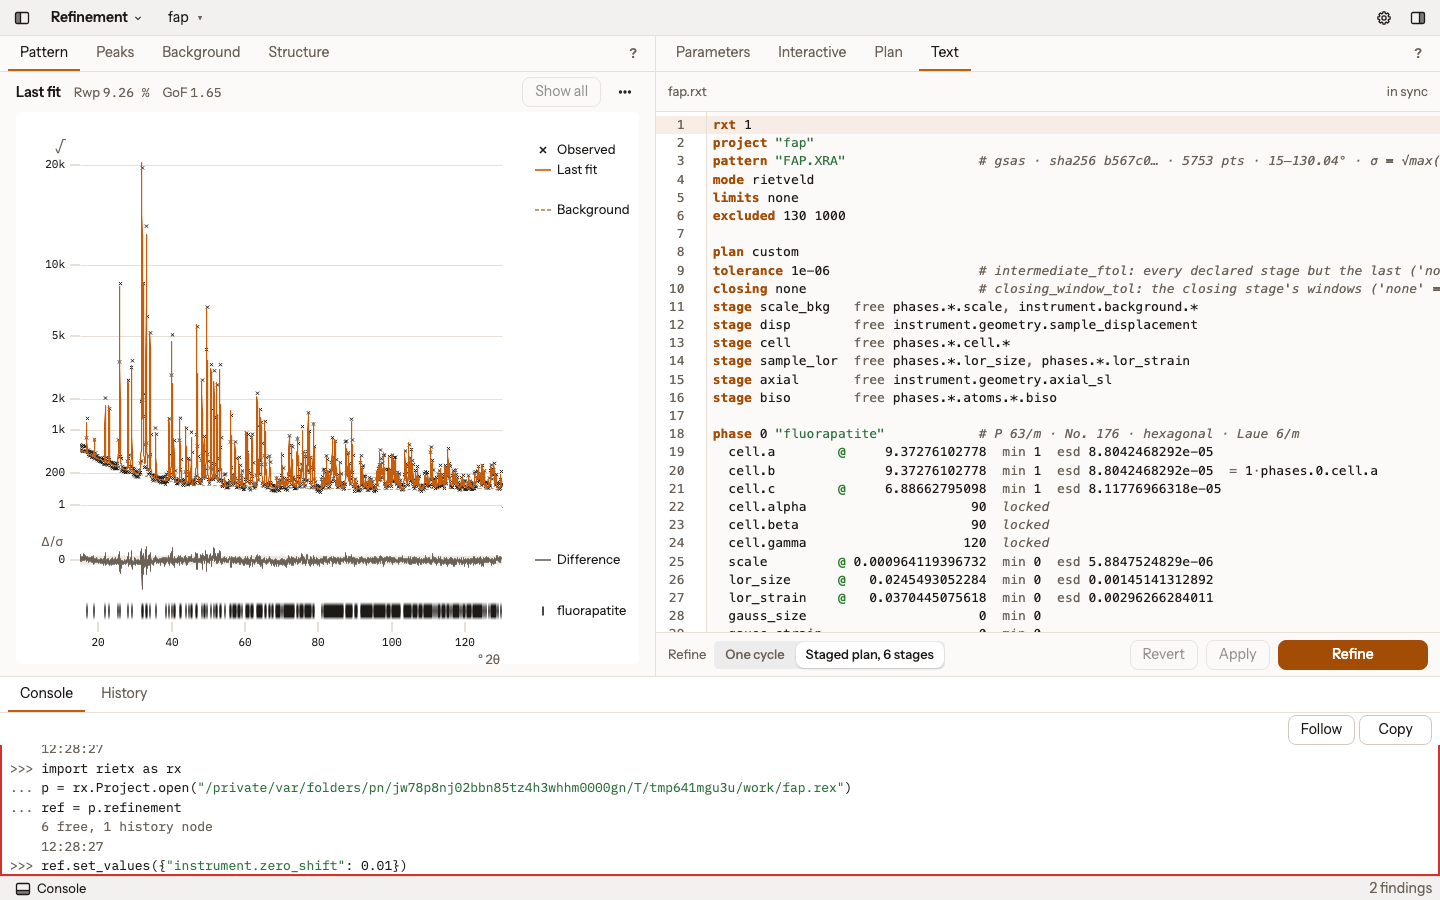 Refinement
fap
Pattern
Peaks
Background
Structure
?
Last fit
Rwp 9.26 %
GoF 1.65
Show all
√
20k
10k
5k
2k
1k
200
1
Δ/σ
0
20
40
60
80
100
120
°2θ
Observed
Last fit
Background
Difference
fluorapatite
Parameters
Interactive
Plan
Text
?
fap.rxt
in sync
1 rxt 1
2 project "fap"
3 pattern "FAP.XRA" # gsas · sha256 b567c0… · 5753 pts · 15–130.04° · σ = √max(
4 mode rietveld
5 limits none
6 excluded 130 1000
7
8 plan custom
9 tolerance 1e-06 # intermediate_ftol: every declared stage but the last ('no
10 closing none # closing_window_tol: the closing stage's windows ('none' =
11 stage scale_bkg free phases.*.scale, instrument.background.*
12 stage disp free instrument.geometry.sample_displacement
13 stage cell free phases.*.cell.*
14 stage sample_lor free phases.*.lor_size, phases.*.lor_strain
15 stage axial free instrument.geometry.axial_sl
16 stage biso free phases.*.atoms.*.biso
17
18 phase 0 "fluorapatite" # P 63/m · No. 176 · hexagonal · Laue 6/m
19 cell.a @ 9.37276102778 min 1 esd 8.8042468292e-05
20 cell.b 9.37276102778 min 1 esd 8.8042468292e-05 = 1·phases.0.cell.a
21 cell.c @ 6.88662795098 min 1 esd 8.11776966318e-05
22 cell.alpha 90 locked
23 cell.beta 90 locked
24 cell.gamma 120 locked
25 scale @ 0.000964119396732 min 0 esd 5.8847524829e-06
26 lor_size @ 0.0245493052284 min 0 esd 0.00145141312892
27 lor_strain @ 0.0370445075618 min 0 esd 0.00296266284011
28 gauss_size 0 min 0
29 gauss_strain 0 min 0
Refine
One cycle
Staged plan, 6 stages
Revert
Apply
Refine
Console
History
Follow
Copy
12:28:27
>>> import rietx as rx
... p = rx.Project.open("/private/var/folders/pn/jw78p8nj02bbn85tz4h3whhm0000gn/T/tmp641mgu3u/work/fap.rex")
... ref = p.refinement
6 free, 1 history node
12:28:27
>>> ref.set_values({"instrument.zero_shift": 0.01})
Console
2 findings